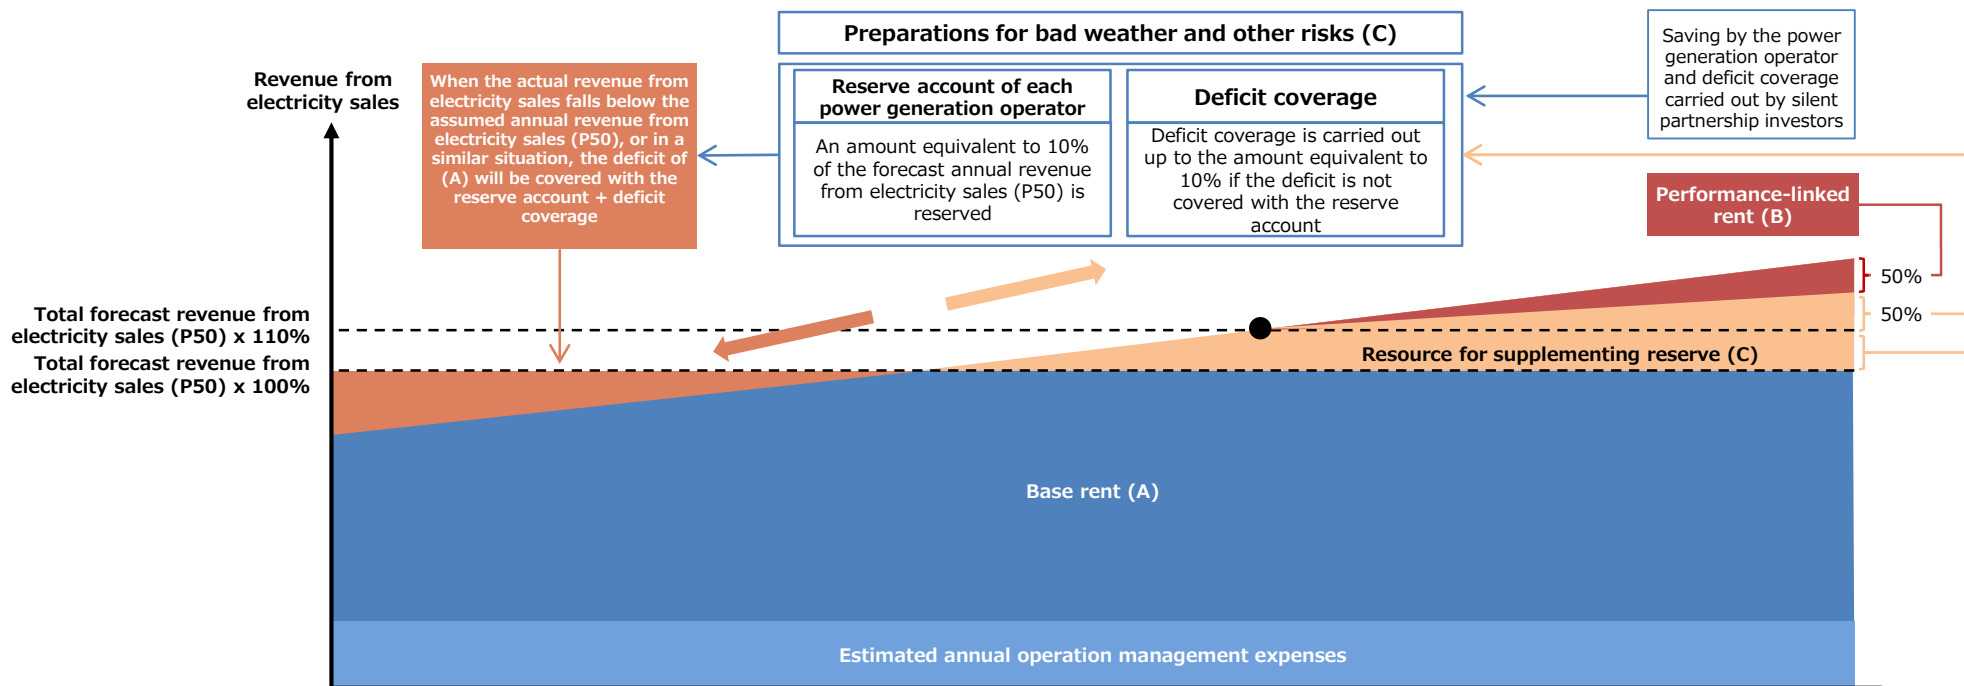 Preparations for bad weather and other risks (C)
Saving by the power
generation operator
and deficit coverage
carried out by silent
partnership investors
Revenue from
electricity sales
When the actual revenue from
electricity sales falls below the
assumed annual revenue from
electricity sales (P50), or in a
similar situation, the deficit of
(A) will be covered with the
reserve account + deficit
coverage
Reserve account of each
power generation operator
An amount equivalent to 10%
of the forecast annual revenue
from electricity sales (P50) is
reserved
Deficit coverage
Deficit coverage is carried out
up to the amount equivalent to
10% if the deficit is not
covered with the reserve
account
Performance-linked
rent (B)
50%
50%
Total forecast revenue from
electricity sales (P50) x 110%
Total forecast revenue from
electricity sales (P50) x 100%
Resource for supplementing reserve (C)
Base rent (A)
Estimated annual operation management expenses